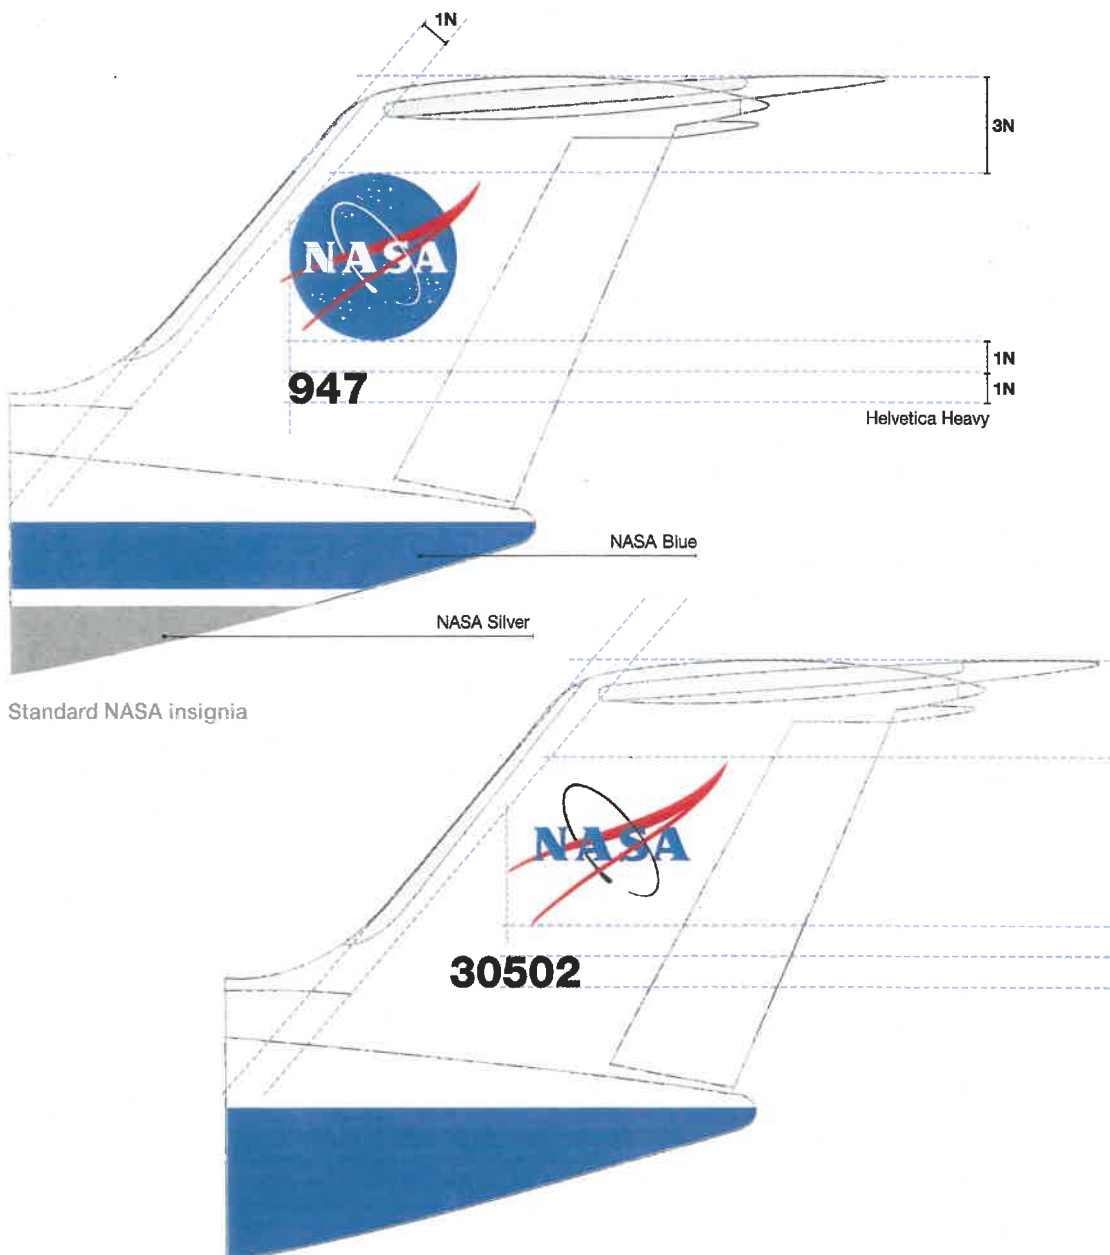 1N
3N
NASA
1N
947
1N
Helvetica Heavy
NASA Blue
NASA Silver
Standard NASA insignia
NASA
30502